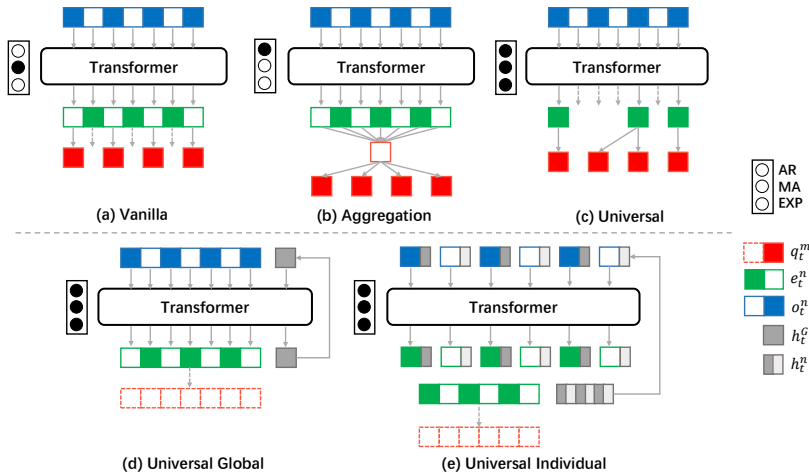 Transformer
Transformer
Transformer
(a) Vanilla
(b) Aggregation
(c) Universal
AR
MA
EXP
Transformer
Transformer
q_t^m
e_t^n
o_t^n
h_t^G
h_t^n
(d) Universal Global
(e) Universal Individual